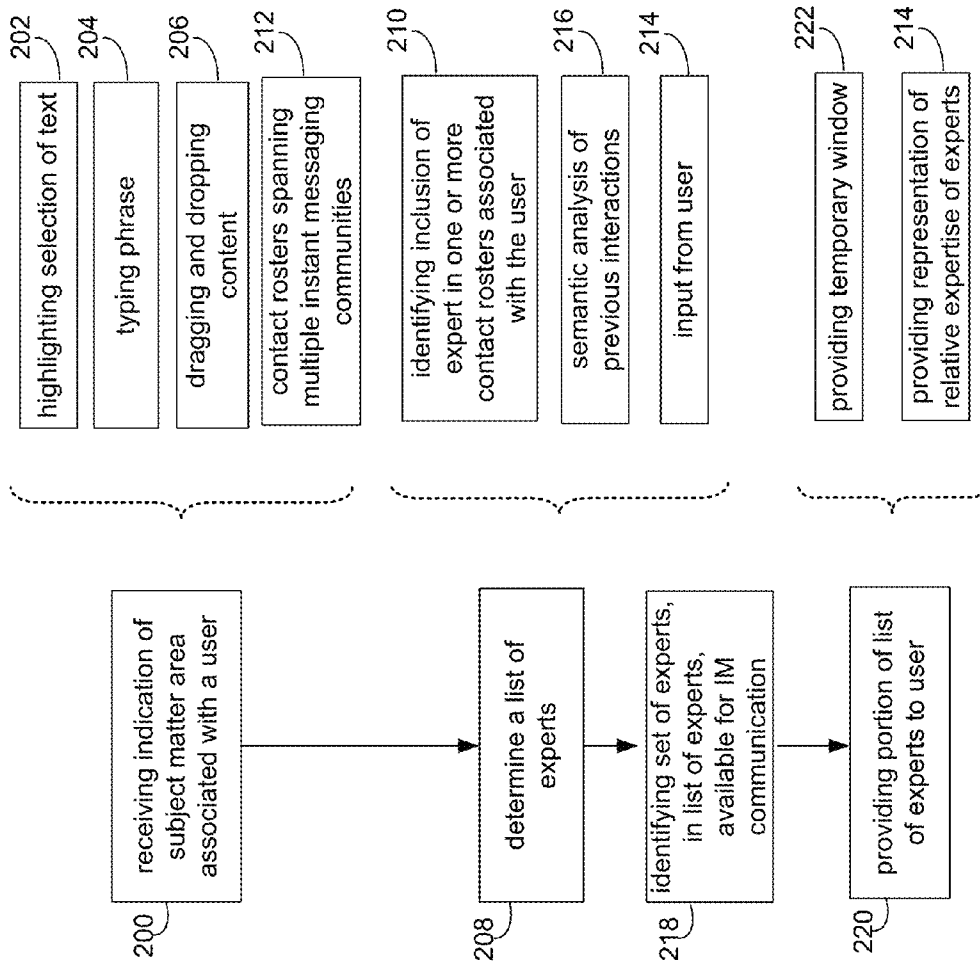 200
receiving indication of
subject matter area
associated with a user
202
highlighting selection of text
204
typing phrase
206
dragging and dropping
content
212
contact rosters spanning
multiple instant messaging
communities
208
determine a list of
experts
210
identifying inclusion of
expert in one or more
contact rosters associated
with the user
216
semantic analysis of
previous interactions
214
input from user
218
identifying set of experts,
in list of experts,
available for IM
communication
220
providing portion of list
of experts to user
222
providing temporary window
214
providing representation of
relative expertise of experts